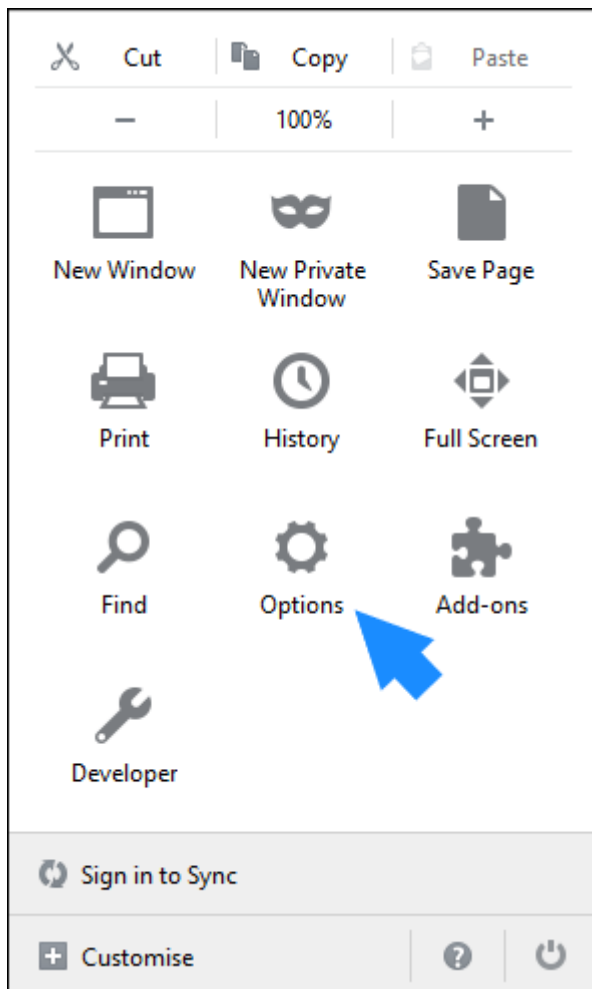 Cut Copy Paste
− 100% +
New Window New Private Window Save Page
Print History Full Screen
Find Options Add-ons
Developer
Sign in to Sync
Customise ?